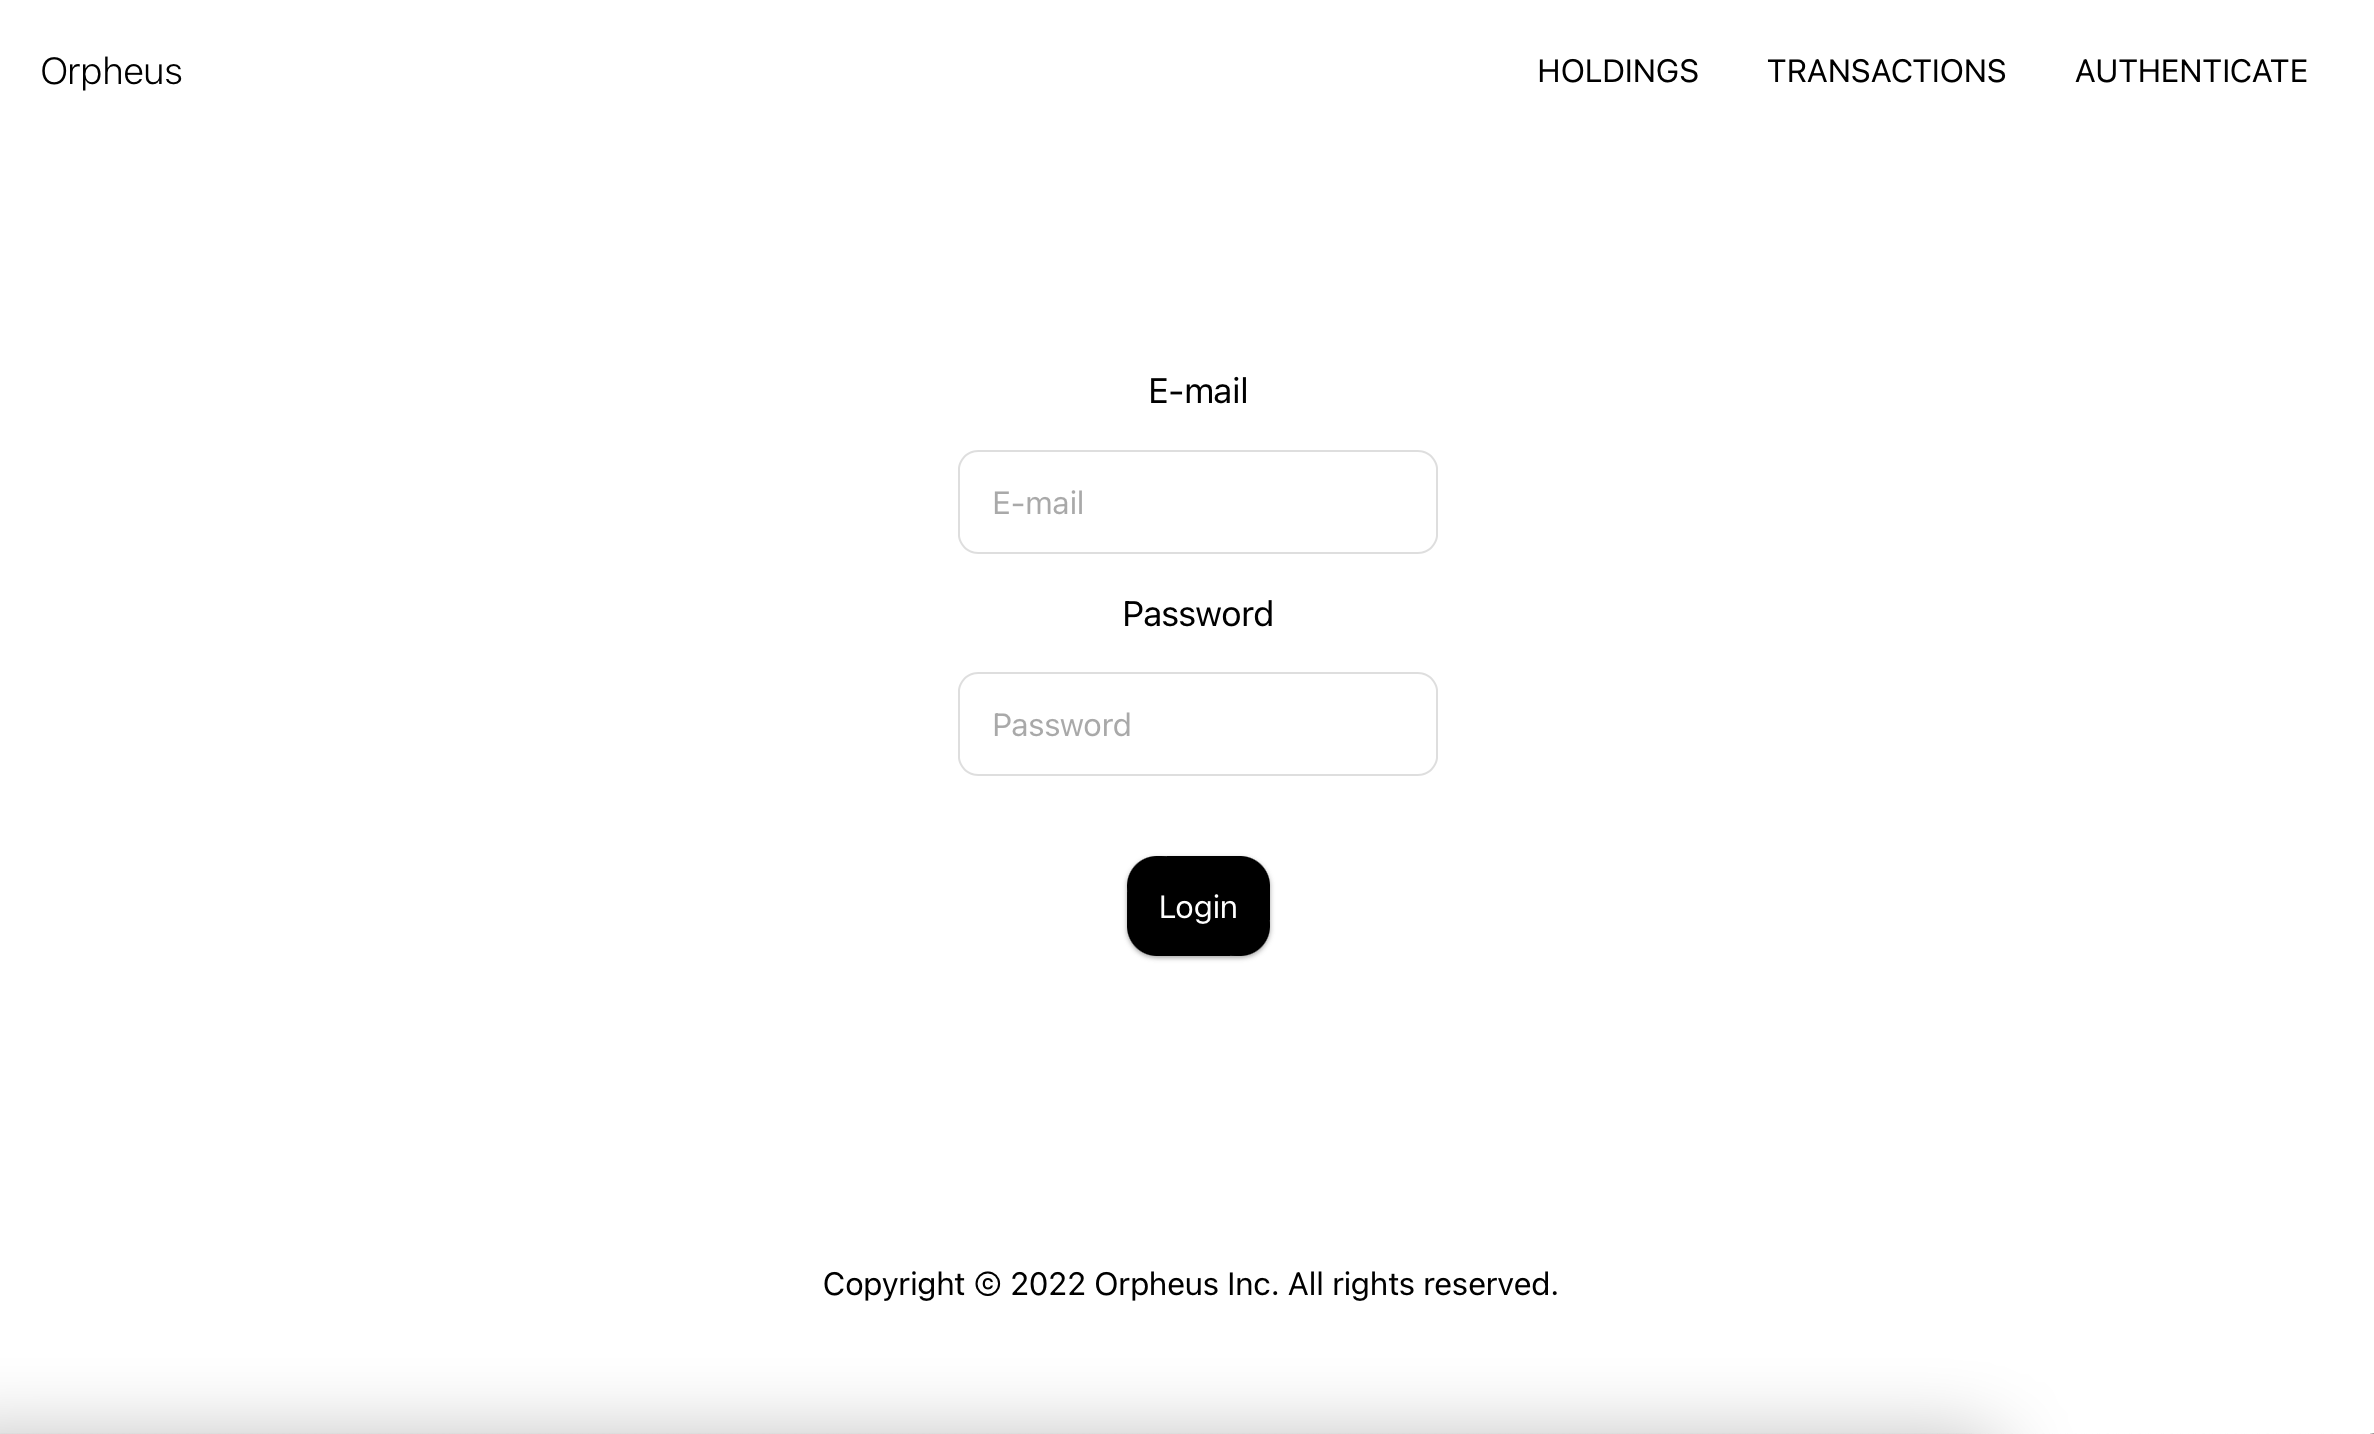 Orpheus
HOLDINGS TRANSACTIONS AUTHENTICATE
E-mail
E-mail
Password
Password
Login
Copyright © 2022 Orpheus Inc. All rights reserved.